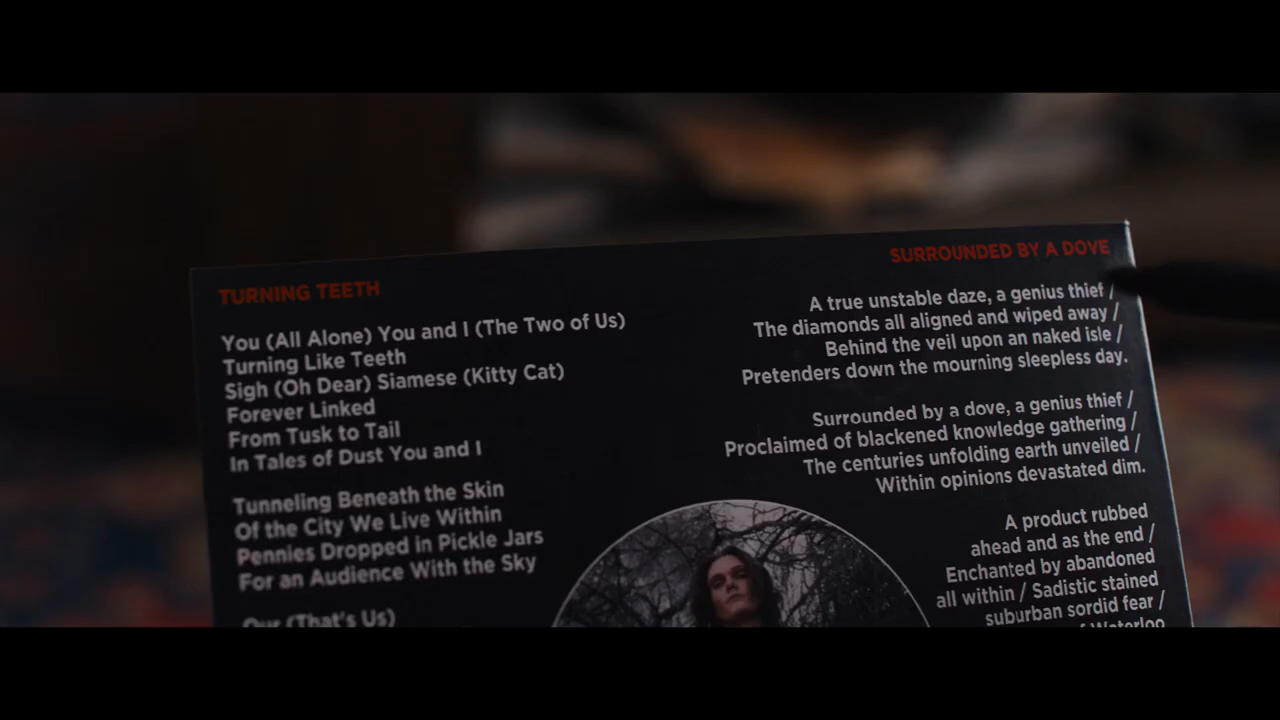 TURNING TEETH
You (All Alone) You and I (The Two of Us)
Turning Like Teeth
Sigh (Oh Dear) Siamese (Kitty Cat)
Forever Linked
From Tusk to Tail
In Tales of Dust You and I
Tunneling Beneath the Skin
Of the City We Live Within
Pennies Dropped in Pickle Jars
For an Audience With the Sky
Our (That's Us)
SURROUNDED BY A DOVE
A true unstable daze, a genius thief /
The diamonds all aligned and wiped away /
Behind the veil upon an naked isle /
Pretenders down the mourning sleepless day.
Surrounded by a dove, a genius thief /
Proclaimed of blackened knowledge gathering /
The centuries unfolding earth unveiled /
Within opinions devastated dim.
A product rubbed
ahead and as the end /
Enchanted by abandoned
all within / Sadistic stained
suburban sordid fear /
of Waterloo